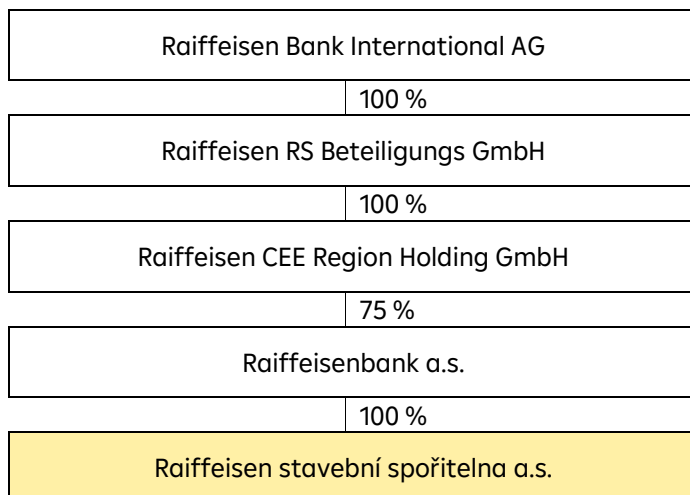 Raiffeisen Bank International AG
100 %
Raiffeisen RS Beteiligungs GmbH
100 %
Raiffeisen CEE Region Holding GmbH
75 %
Raiffeisenbank a.s.
100 %
Raiffeisen stavební spořitelna a.s.